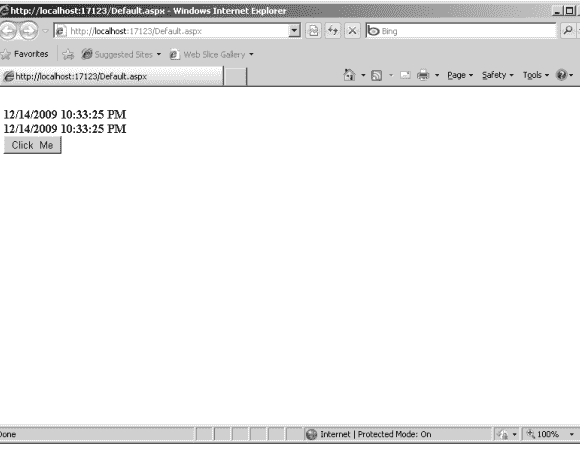 http://localhost:17123/Default.aspx - Windows Internet Explorer
http://localhost:17123/Default.aspx
Bing
Favorites
Suggested Sites
Web Slice Gallery
http://localhost:17123/Default.aspx
Page
Safety
Tools
12/14/2009 10:33:25 PM
12/14/2009 10:33:25 PM
Click Me
Done
Internet | Protected Mode: On
100%